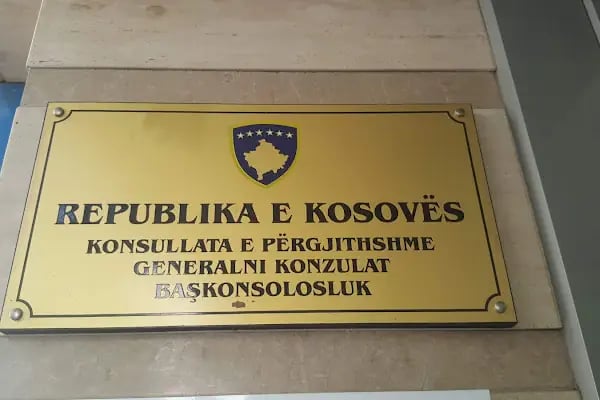 REPUBLIKA E KOSOVËS
KONSULLATA E PËRGJITHSHME
GENERALNI KONZULAT
BAŞKONSOLOSLUK